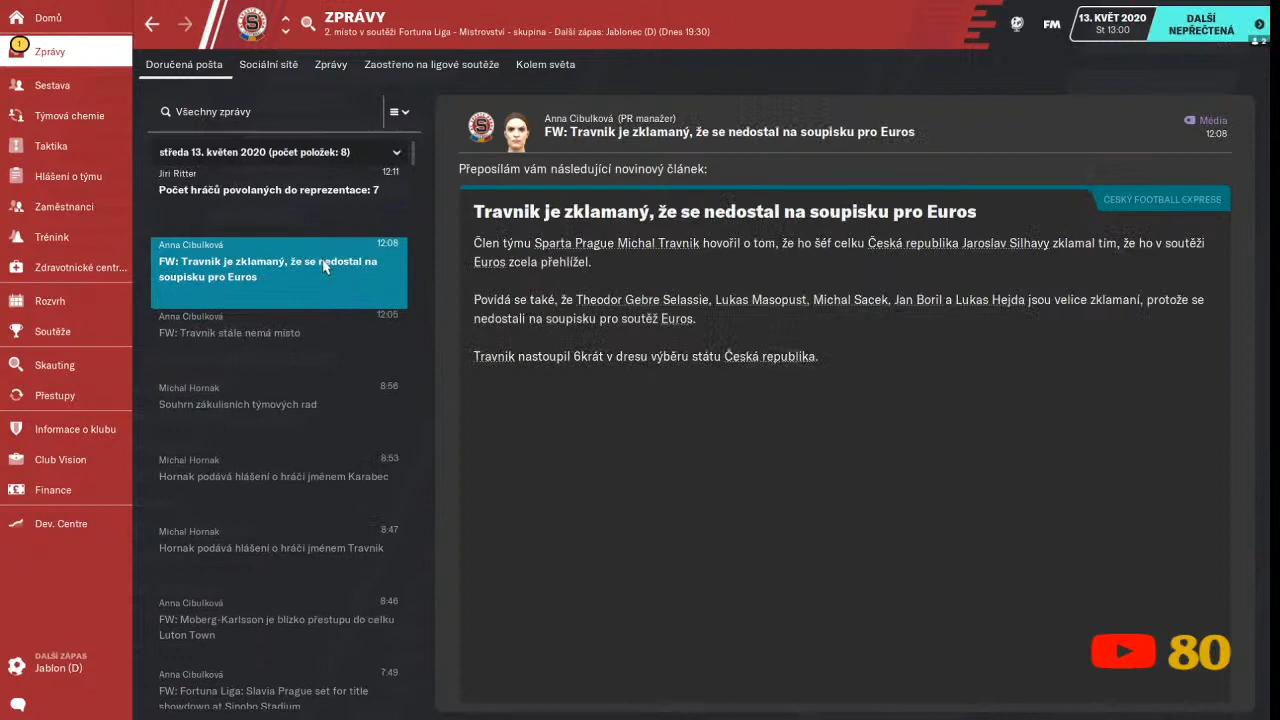 Domů
1
Zprávy
Sestava
Týmová chemie
Taktika
Hlášení o týmu
Zaměstnanci
Trénink
Zdravotnické centr...
Rozvrh
Soutěže
Skauting
Přestupy
Informace o klubu
Club Vision
Finance
Dev. Centre
DALŠÍ ZÁPAS
Jablon (D)
ZPRÁVY
2. místo v soutěži Fortuna Liga - Mistrovství - skupina - Další zápas: Jablonec (D) (Dnes 19:30)
FM
13. KVĚT 2020
St 13:00
DALŠÍ
NEPŘEČTENÁ
2
Doručená pošta
Sociální sítě
Zprávy
Zaostřeno na ligové soutěže
Kolem světa
Všechny zprávy
středa 13. květen 2020 (počet položek: 8)
Jiri Ritter 12:11
Počet hráčů povolaných do reprezentace: 7
Anna Cibulková 12:08
FW: Travnik je zklamaný, že se nedostal na
soupisku pro Euros
Anna Cibulková 12:05
FW: Travnik stále nemá místo
Michal Hornak 8:56
Souhrn zákulisních týmových rad
Michal Hornak 8:53
Hornak podává hlášení o hráči jménem Karabec
Michal Hornak 8:47
Hornak podává hlášení o hráči jménem Travnik
Anna Cibulková 8:46
FW: Moberg-Karlsson je blízko přestupu do celku
Luton Town
Anna Cibulková 7:49
FW: Fortuna Liga: Slavia Prague set for title
showdown at Sinobo Stadium
Anna Cibulková (PR manažer)
FW: Travnik je zklamaný, že se nedostal na soupisku pro Euros
Média
12:08
Přeposílám vám následující novinový článek:
ČESKÝ FOOTBALL EXPRESS
Travnik je zklamaný, že se nedostal na soupisku pro Euros
Člen týmu Sparta Prague Michal Travnik hovořil o tom, že ho šéf celku Česká republika Jaroslav Silhavy zklamal tím, že ho v soutěži
Euros zcela přehlížel.
Povídá se také, že Theodor Gebre Selassie, Lukas Masopust, Michal Sacek, Jan Boril a Lukas Hejda jsou velice zklamaní, protože se
nedostali na soupisku pro soutěž Euros.
Travnik nastoupil 6krát v dresu výběru státu Česká republika.
80